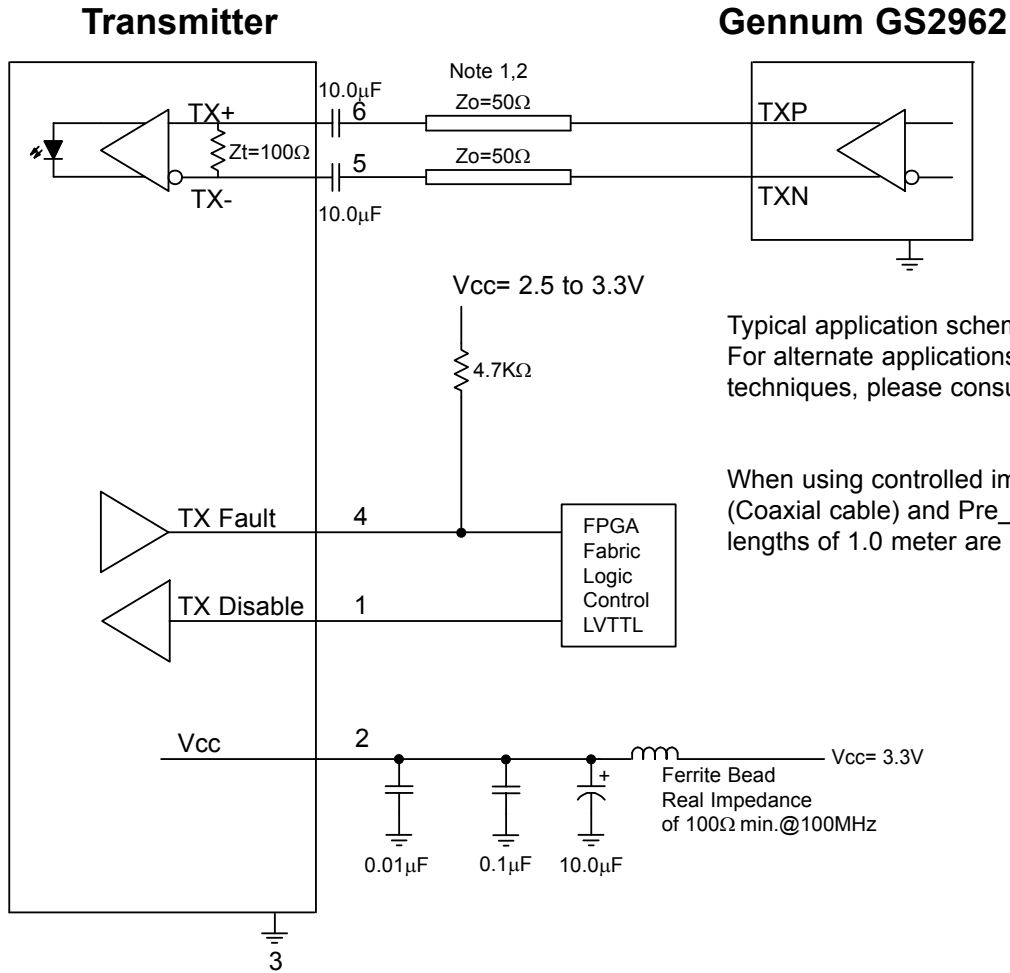 Transmitter
Gennum GS2962
10.0µF
Note 1,2
TX+
6
Zo=50Ω
TXP
Zt=100Ω
5
Zo=50Ω
TX-
10.0µF
TXN
Vcc= 2.5 to 3.3V
4.7KΩ
Typical application schem
For alternate applications
techniques, please consu
When using controlled im
(Coaxial cable) and Pre_
lengths of 1.0 meter are
TX Fault
4
FPGA
Fabric
Logic
Control
LVTTL
TX Disable
1
Vcc
2
+
Vcc= 3.3V
Ferrite Bead
Real Impedance
of 100Ω min.@100MHz
0.01µF
0.1µF
10.0µF
3